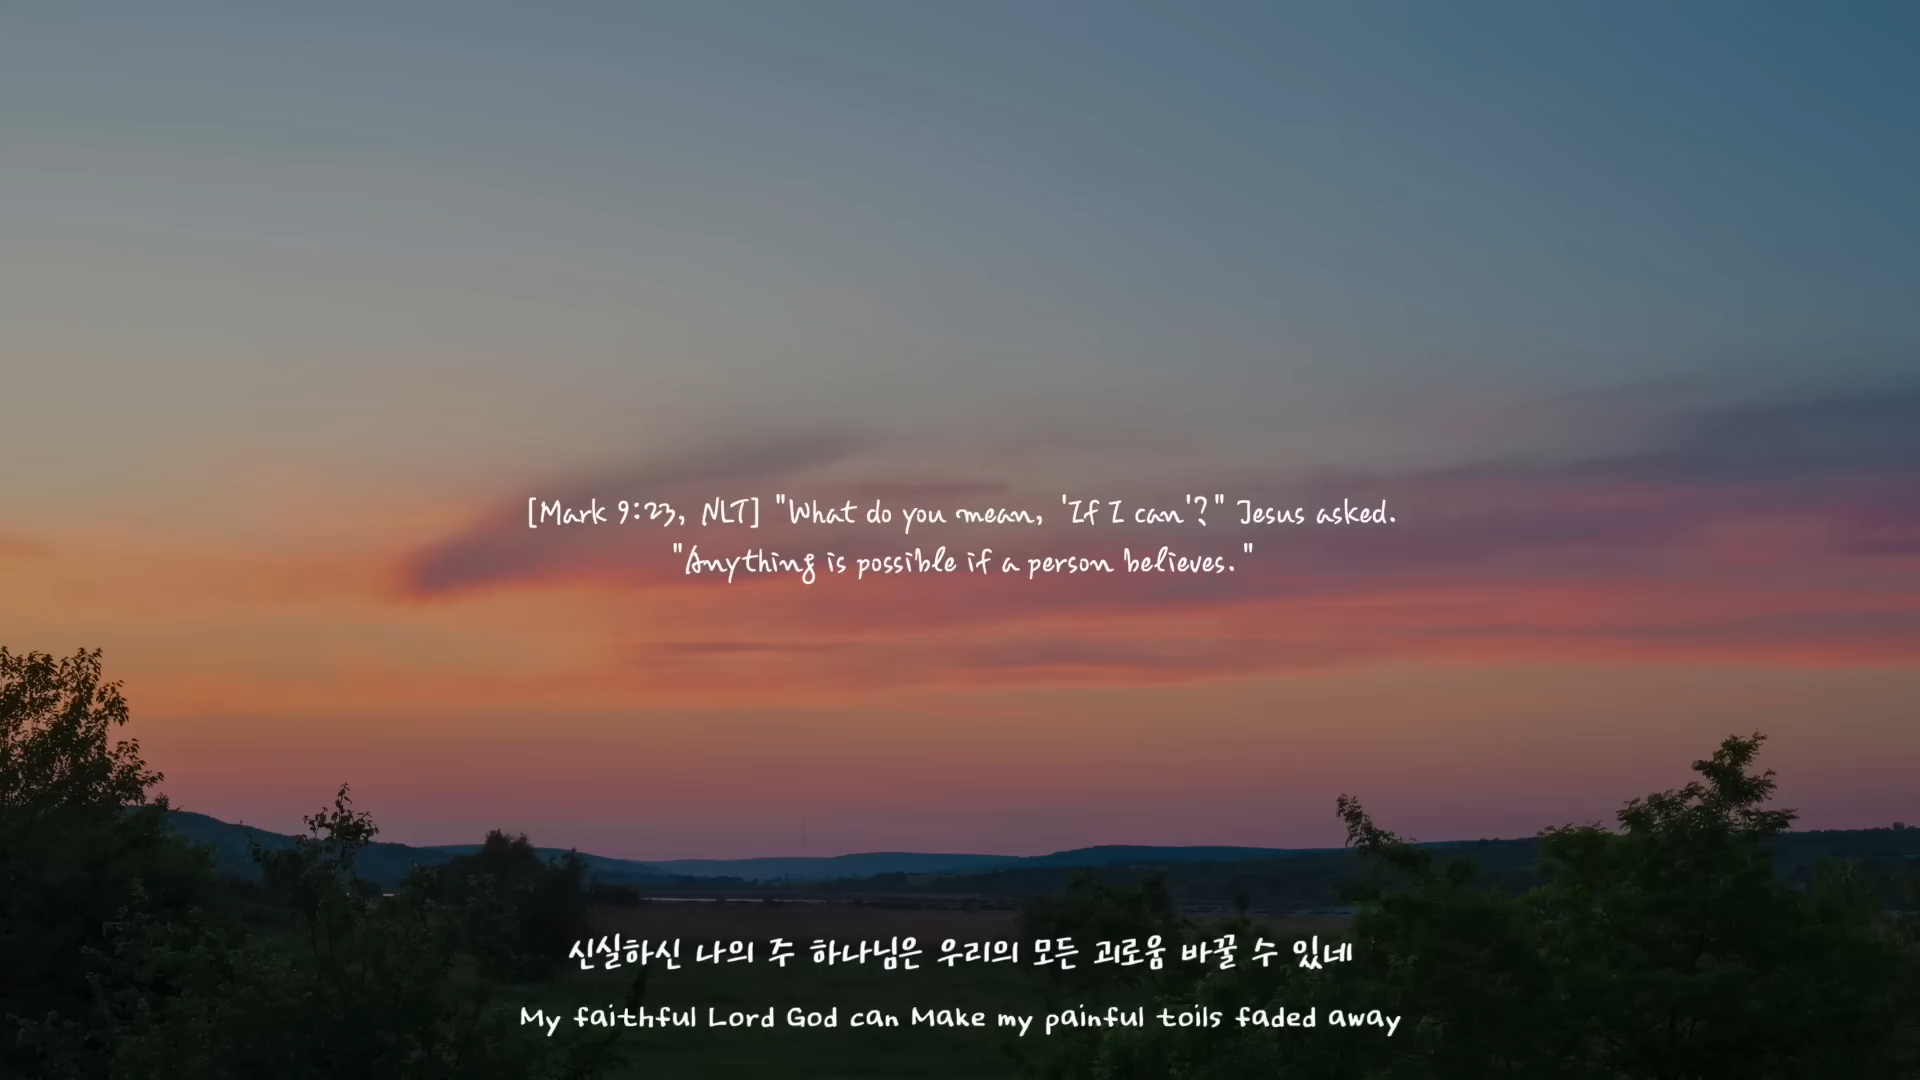 [Mark 9:23, NLT] "What do you mean, 'If I can'?" Jesus asked.
"Anything is possible if a person believes."
신실하신 나의 주 하나님은 우리의 모든 괴로움 바꿀 수 있네
My faithful Lord God can Make my painful toils faded away